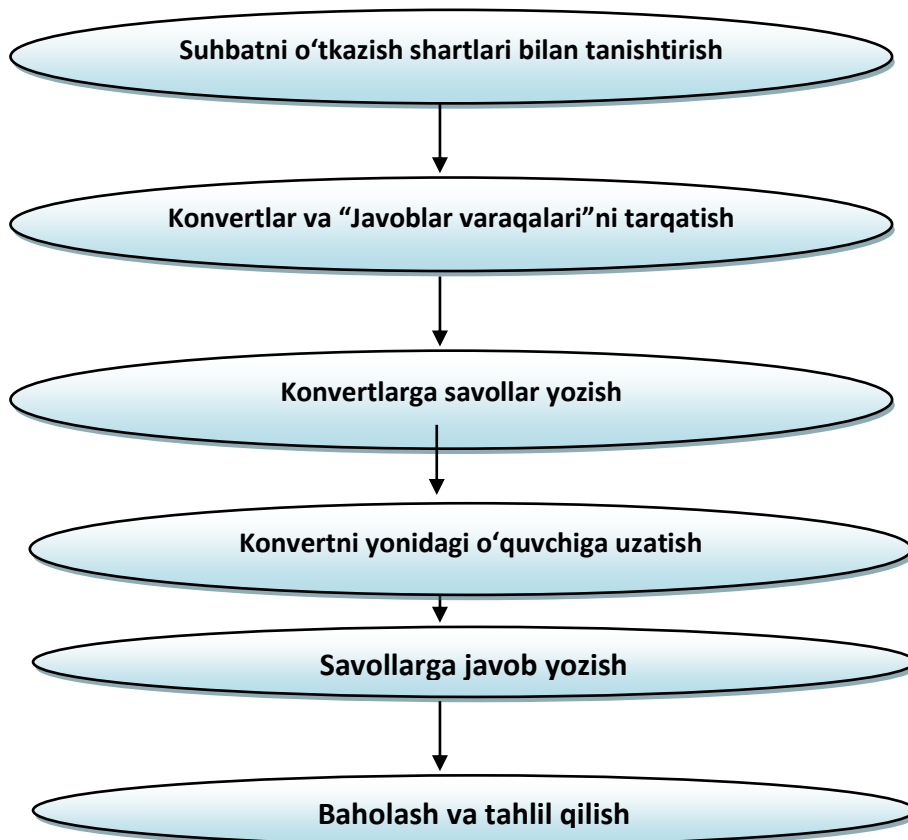 Suhbatni o‘tkazish shartlari bilan tanishtirish
Konvertlar va “Javoblar varaqalari”ni tarqatish
Konvertlarga savollar yozish
Konvertni yonidagi o‘quvchiga uzatish
Savollarga javob yozish
Baholash va tahlil qilish